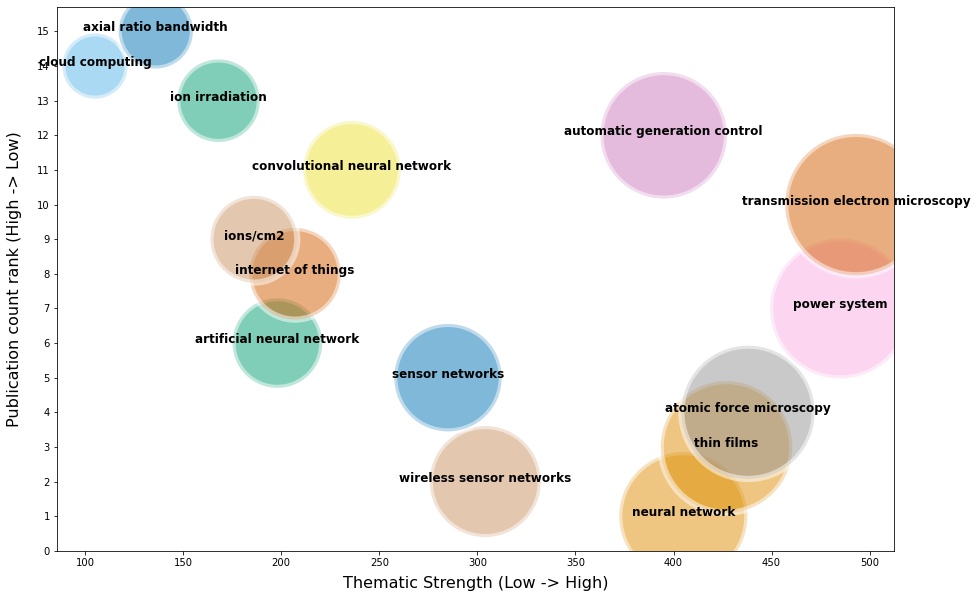 axial ratio bandwidth
15
cloud computing
14
ion irradiation
13
automatic generation control
12
convolutional neural network
11
transmission electron microscopy
10
ions/cm2
9
internet of things
8
power system
7
artificial neural network
6
sensor networks
5
atomic force microscopy
4
thin films
3
wireless sensor networks
2
neural network
1
0
100 150 200 250 300 350 400 450 500
Thematic Strength (Low -> High)
Publication count rank (High -> Low)